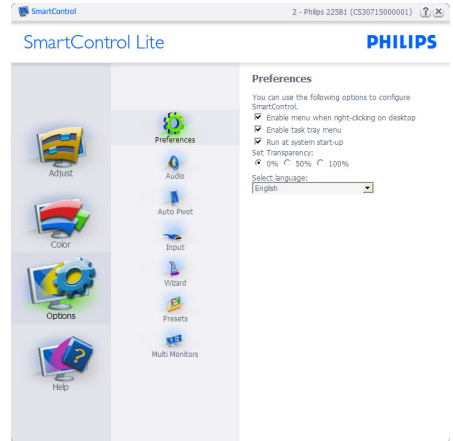 SmartControl
2 - Philips 225B1 (CS30715000001)
? ×
SmartControl Lite
PHILIPS
Adjust
Color
Options
Help
?
Preferences
Audio
Auto Pivot
Input
Wizard
Presets
Multi Monitors
Preferences
You can use the following options to configure
SmartControl.
Enable menu when right-clicking on desktop
Enable task tray menu
Run at system start-up
Set Transparency:
0% 50% 100%
Select language:
English